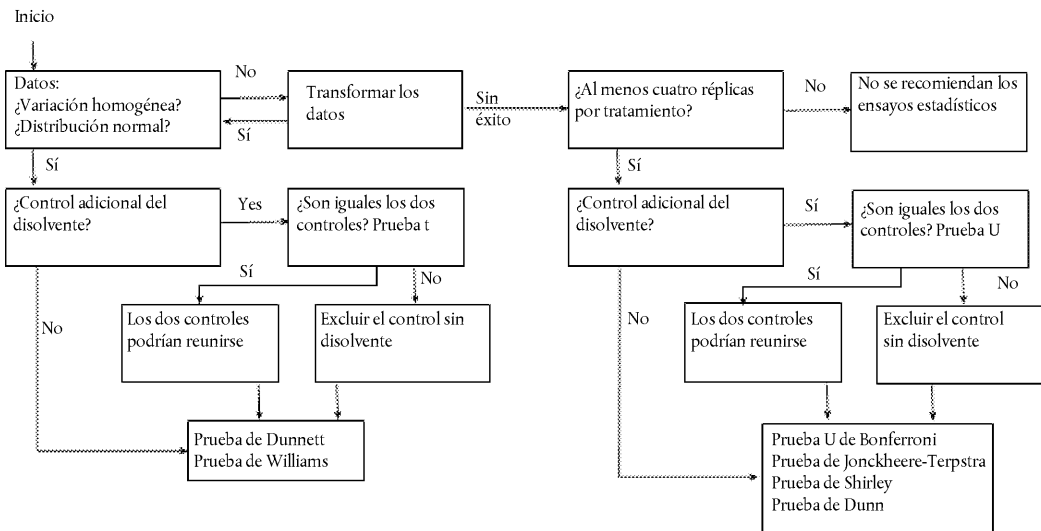 Inicio
Datos:
¿Variación homogénea?
¿Distribución normal?
No
Sí
Transformar los
datos
Sin
éxito
¿Al menos cuatro réplicas
por tratamiento?
No
No se recomiendan los
ensayos estadísticos
Sí
Sí
¿Control adicional del
disolvente?
Yes
¿Son iguales los dos
controles? Prueba t
¿Control adicional del
disolvente?
Sí
¿Son iguales los dos
controles? Prueba U
Sí
No
Sí
No
No
Los dos controles
podrían reunirse
Excluir el control sin
disolvente
No
Los dos controles
podrían reunirse
Excluir el control
sin disolvente
Prueba de Dunnett
Prueba de Williams
Prueba U de Bonferroni
Prueba de Jonckheere-Terpstra
Prueba de Shirley
Prueba de Dunn